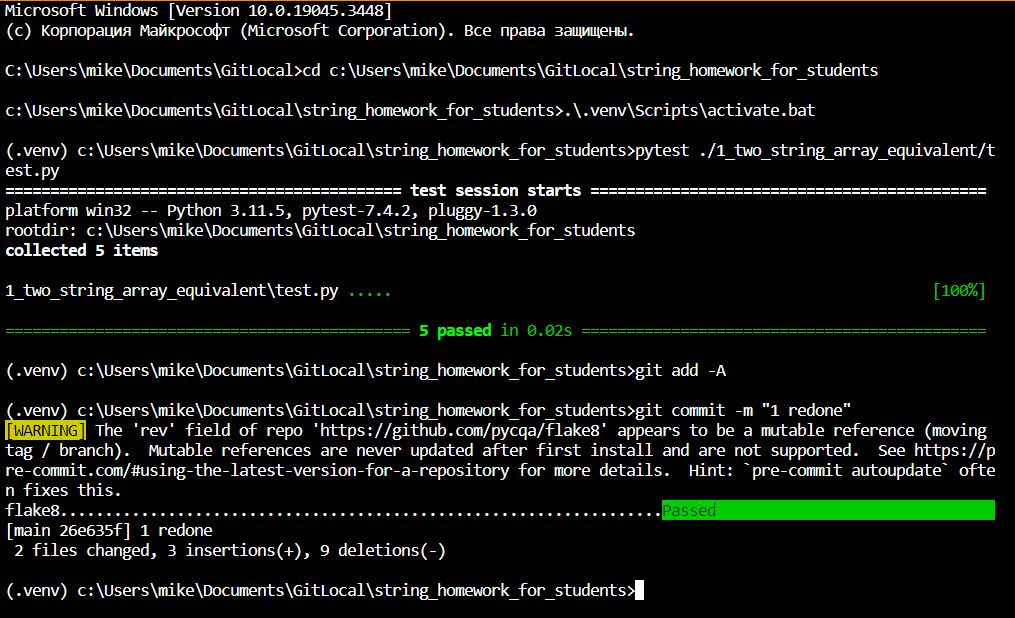 Microsoft Windows [Version 10.0.19045.3448]
(c) Корпорация Майкрософт (Microsoft Corporation). Все права защищены.
C:\Users\mike\Documents\GitLocal>cd c:\Users\mike\Documents\GitLocal\string_homework_for_students
c:\Users\mike\Documents\GitLocal\string_homework_for_students>.\.venv\Scripts\activate.bat
(.venv) c:\Users\mike\Documents\GitLocal\string_homework_for_students>pytest ./1_two_string_array_equivalent/t
est.py
============================================ test session starts ============================================
platform win32 -- Python 3.11.5, pytest-7.4.2, pluggy-1.3.0
rootdir: c:\Users\mike\Documents\GitLocal\string_homework_for_students
collected 5 items
1_two_string_array_equivalent\test.py ..... [100%]
============================================= 5 passed in 0.02s =============================================
(.venv) c:\Users\mike\Documents\GitLocal\string_homework_for_students>git add -A
(.venv) c:\Users\mike\Documents\GitLocal\string_homework_for_students>git commit -m "1 redone"
[WARNING] The 'rev' field of repo 'https://github.com/pycqa/flake8' appears to be a mutable reference (moving
tag / branch).  Mutable references are never updated after first install and are not supported.  See https://p
re-commit.com/#using-the-latest-version-for-a-repository for more details.  Hint: `pre-commit autoupdate` ofte
n fixes this.
flake8...................................................................Passed
[main 26e635f] 1 redone
 2 files changed, 3 insertions(+), 9 deletions(-)
(.venv) c:\Users\mike\Documents\GitLocal\string_homework_for_students>